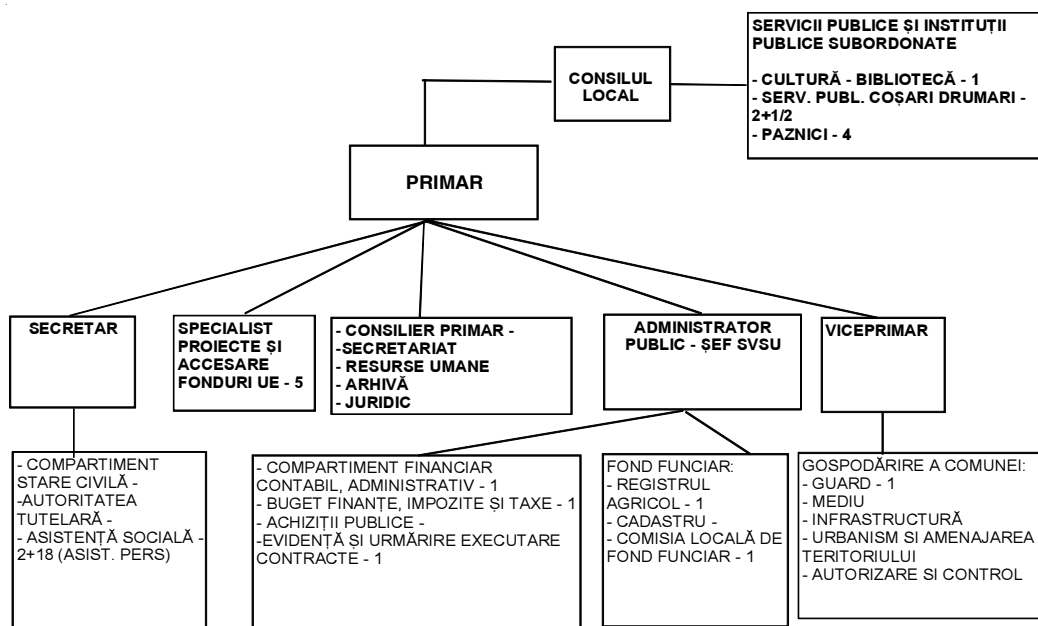 SERVICII PUBLICE ȘI INSTITUȚII
PUBLICE SUBORDONATE
- CULTURĂ - BIBLIOTECĂ - 1
- SERV. PUBL. COȘARI DRUMARI -
2+1/2
- PAZNICI - 4
CONSILUL
LOCAL
PRIMAR
SECRETAR
SPECIALIST
PROIECTE ȘI
ACCESARE
FONDURI UE - 5
- CONSILIER PRIMAR -
-SECRETARIAT
- RESURSE UMANE
- ARHIVĂ
- JURIDIC
ADMINISTRATOR
PUBLIC - ȘEF SVSU
VICEPRIMAR
- COMPARTIMENT
STARE CIVILĂ -
-AUTORITATEA
TUTELARĂ -
- ASISTENȚĂ SOCIALĂ -
2+18 (ASIST. PERS)
- COMPARTIMENT FINANCIAR
CONTABIL, ADMINISTRATIV - 1
- BUGET FINANȚE, IMPOZITE ȘI TAXE - 1
- ACHIZIȚII PUBLICE -
-EVIDENȚĂ ȘI URMĂRIRE EXECUTARE
CONTRACTE - 1
FOND FUNCIAR:
- REGISTRUL
AGRICOL - 1
- CADASTRU -
- COMISIA LOCALĂ DE
FOND FUNCIAR - 1
GOSPODĂRIRE A COMUNEI:
- GUARD - 1
- MEDIU
- INFRASTRUCTURĂ
- URBANISM SI AMENAJAREA
TERITORIULUI
- AUTORIZARE SI CONTROL